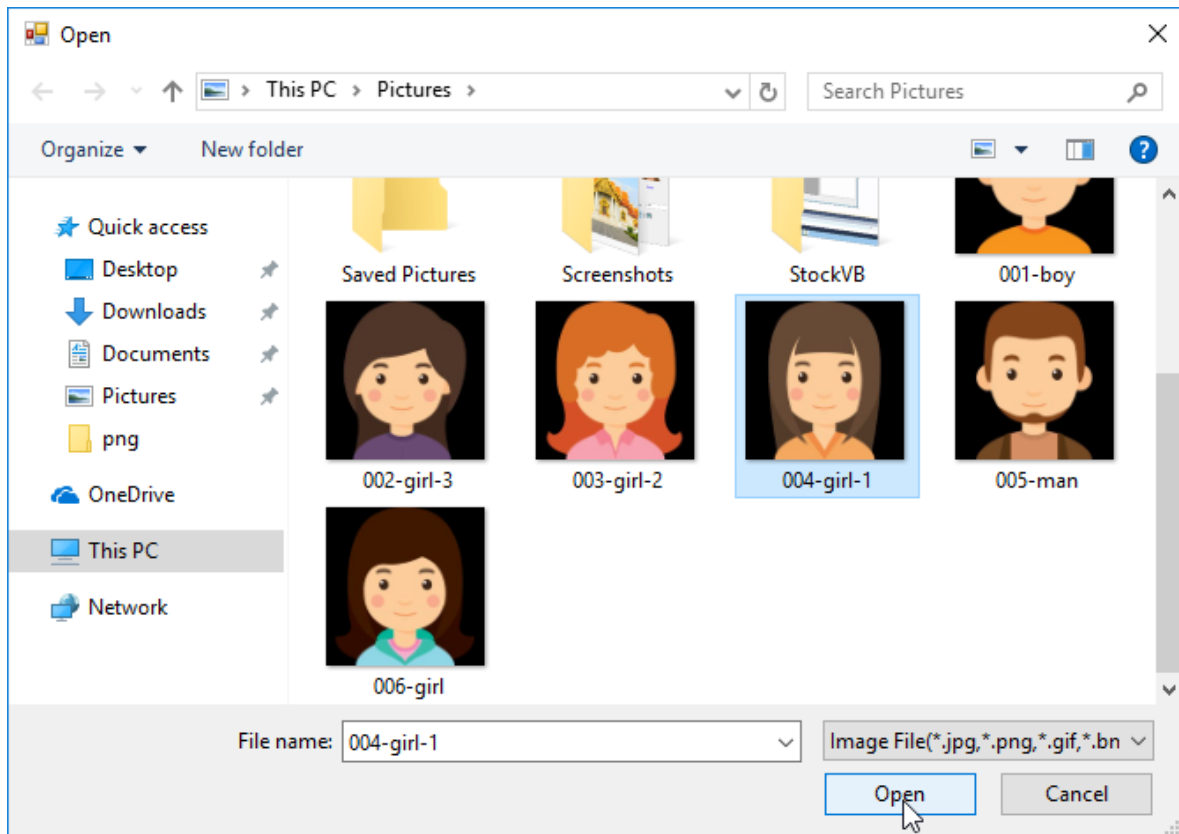 Open
This PC > Pictures >
Search Pictures
Organize
New folder
?
Quick access
Desktop
Downloads
Documents
Pictures
png
OneDrive
This PC
Network
Saved Pictures
Screenshots
StockVB
001-boy
002-girl-3
003-girl-2
004-girl-1
005-man
006-girl
File name: 004-girl-1
Image File(*.jpg,*.png,*.gif,*.bn
Open
Cancel